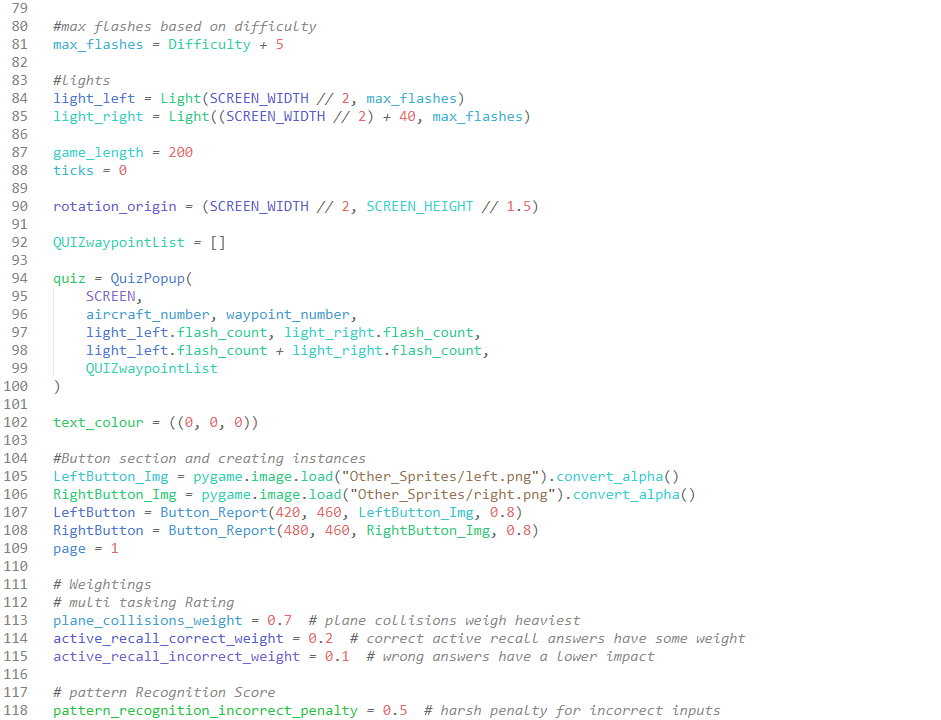 79
80 #max flashes based on difficulty
81 max_flashes = Difficulty + 5
82
83 #lights
84 light_left = Light(SCREEN_WIDTH // 2, max_flashes)
85 light_right = Light((SCREEN_WIDTH // 2) + 40, max_flashes)
86
87 game_length = 200
88 ticks = 0
89
90 rotation_origin = (SCREEN_WIDTH // 2, SCREEN_HEIGHT // 1.5)
91
92 QUIZwaypointList = []
93
94 quiz = QuizPopup(
95     SCREEN,
96     aircraft_number, waypoint_number,
97     light_left.flash_count, light_right.flash_count,
98     light_left.flash_count + light_right.flash_count,
99     QUIZwaypointList
100 )
101
102 text_colour = ((0, 0, 0))
103
104 #Button section and creating instances
105 LeftButton_Img = pygame.image.load("Other_Sprites/left.png").convert_alpha()
106 RightButton_Img = pygame.image.load("Other_Sprites/right.png").convert_alpha()
107 LeftButton = Button_Report(420, 460, LeftButton_Img, 0.8)
108 RightButton = Button_Report(480, 460, RightButton_Img, 0.8)
109 page = 1
110
111 # Weightings
112 # multi tasking Rating
113 plane_collisions_weight = 0.7  # plane collisions weigh heaviest
114 active_recall_correct_weight = 0.2  # correct active recall answers have some weight
115 active_recall_incorrect_weight = 0.1  # wrong answers have a lower impact
116
117 # pattern Recognition Score
118 pattern_recognition_incorrect_penalty = 0.5  # harsh penalty for incorrect inputs